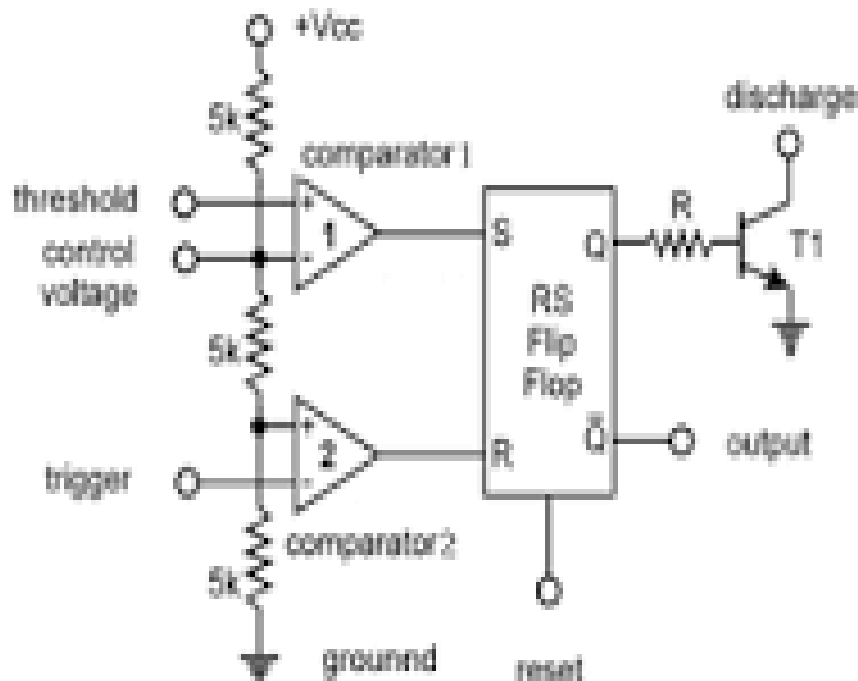 +Vcc
discharge
5k
comparator 1
threshold
+
R
S
1
Q
T1
control
voltage
-
RS
Flip
Flop
5k
+
Q̅
output
2
R
trigger
-
comparator 2
5k
grounnd
reset